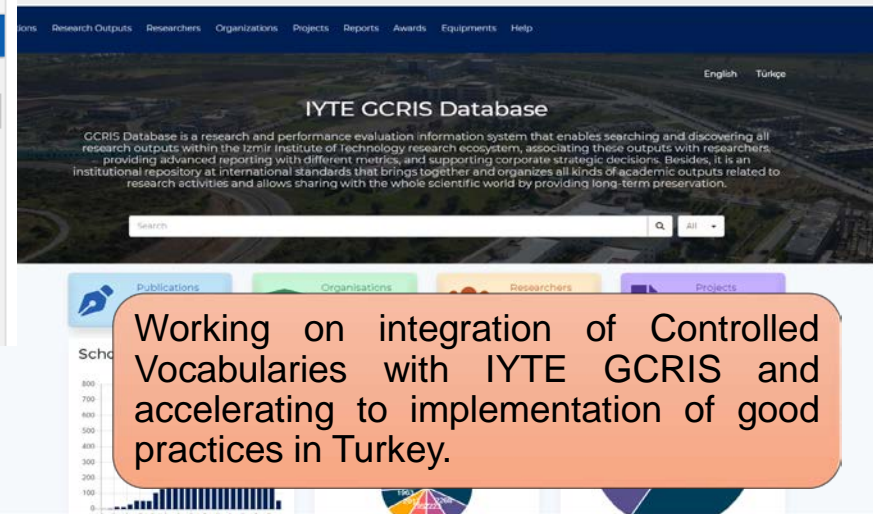 Research Outputs Researchers Organizations Projects Reports Awards Equipments Help
English Türkçe
IYTE GCRIS Database
GCRIS Database is a research and performance evaluation information system that enables searching and discovering all
research outputs within the Izmir Institute of Technology research ecosystem, associating these outputs with researchers,
providing advanced reporting with different metrics, and supporting corporate strategic decisions. Besides, it is an
institutional repository at international standards that brings together and organizes all kinds of academic outputs related to
research activities and allows sharing with the whole scientific world by providing long-term preservation.
Search
All
Publications Organisations Researchers Projects
Working on integration of Controlled
Vocabularies with IYTE GCRIS and
accelerating to implementation of good
practices in Turkey.
Scho
800
700
600
500
400
300
200
100
0
1963
2268